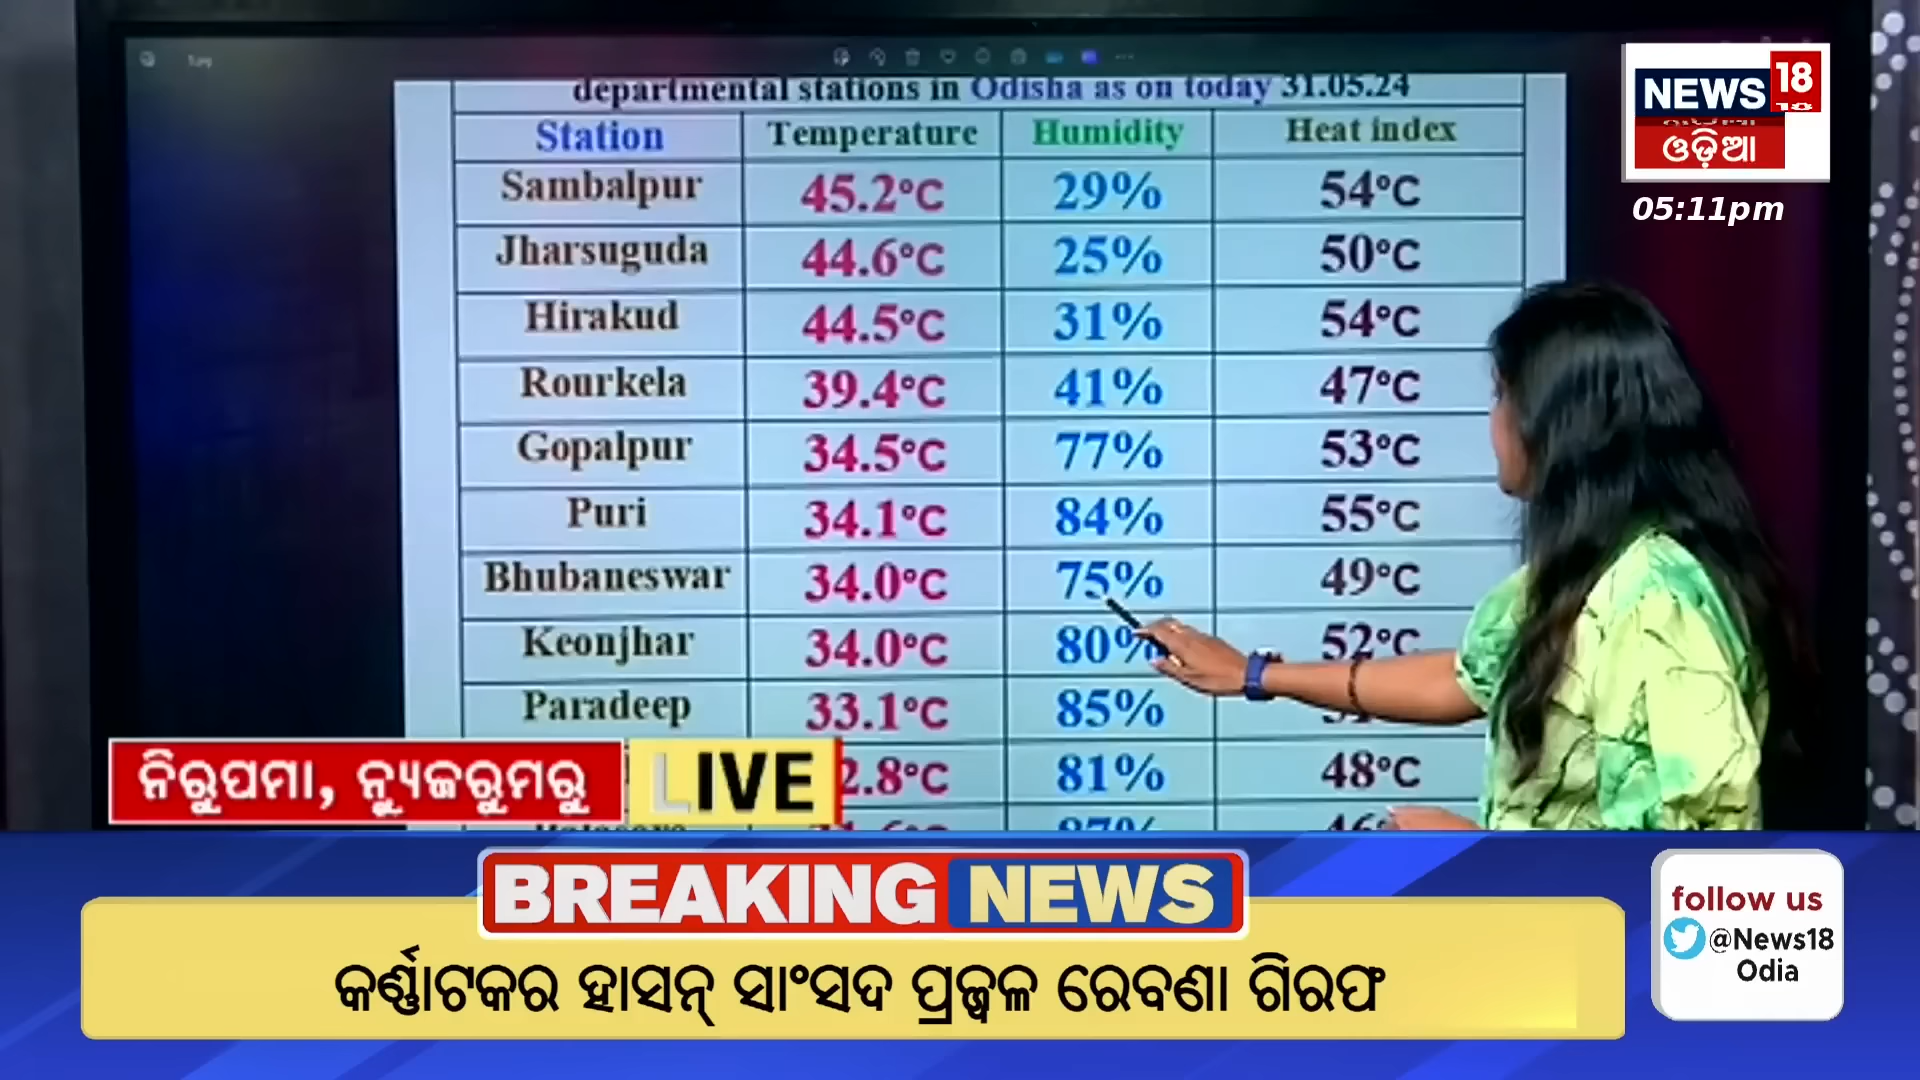 departmental stations in Odisha as on today 31.05.24
Station Temperature Humidity Heat index
Sambalpur 45.2°C 29% 54°C
Jharsuguda 44.6°C 25% 50°C
Hirakud 44.5°C 31% 54°C
Rourkela 39.4°C 41% 47°C
Gopalpur 34.5°C 77% 53°C
Puri 34.1°C 84% 55°C
Bhubaneswar 34.0°C 75% 49°C
Keonjhar 34.0°C 80% 52°C
Paradeep 33.1°C 85%
81% 48°C
NEWS 18
ଓଡ଼ିଆ
05:11pm
ନିରୁପମା, ନ୍ୟୁଜରୁମରୁ LIVE
BREAKING NEWS
କର୍ଣ୍ଣାଟକର ହାସନ୍ ସାଂସଦ ପ୍ରଜ୍ୱଳ ରେବଣା ଗିରଫ
follow us
@News18
Odia